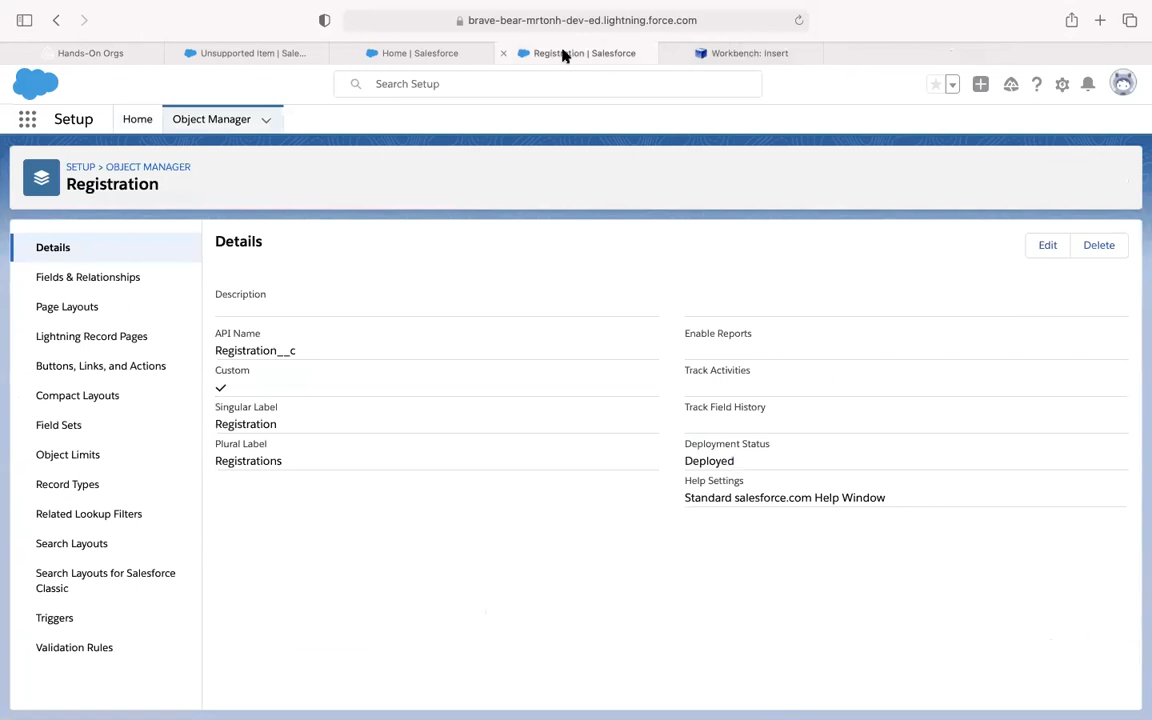 brave-bear-mrtonh-dev-ed.lightning.force.com
Hands-On Orgs
Unsupported Item | Sale...
Home | Salesforce
Registration | Salesforce
Workbench: Insert
Search Setup
Setup
Home
Object Manager
SETUP > OBJECT MANAGER
Registration
Details
Fields & Relationships
Page Layouts
Lightning Record Pages
Buttons, Links, and Actions
Compact Layouts
Field Sets
Object Limits
Record Types
Related Lookup Filters
Search Layouts
Search Layouts for Salesforce
Classic
Triggers
Validation Rules
Details
Edit
Delete
Description
API Name
Registration__c
Custom
Singular Label
Registration
Plural Label
Registrations
Enable Reports
Track Activities
Track Field History
Deployment Status
Deployed
Help Settings
Standard salesforce.com Help Window